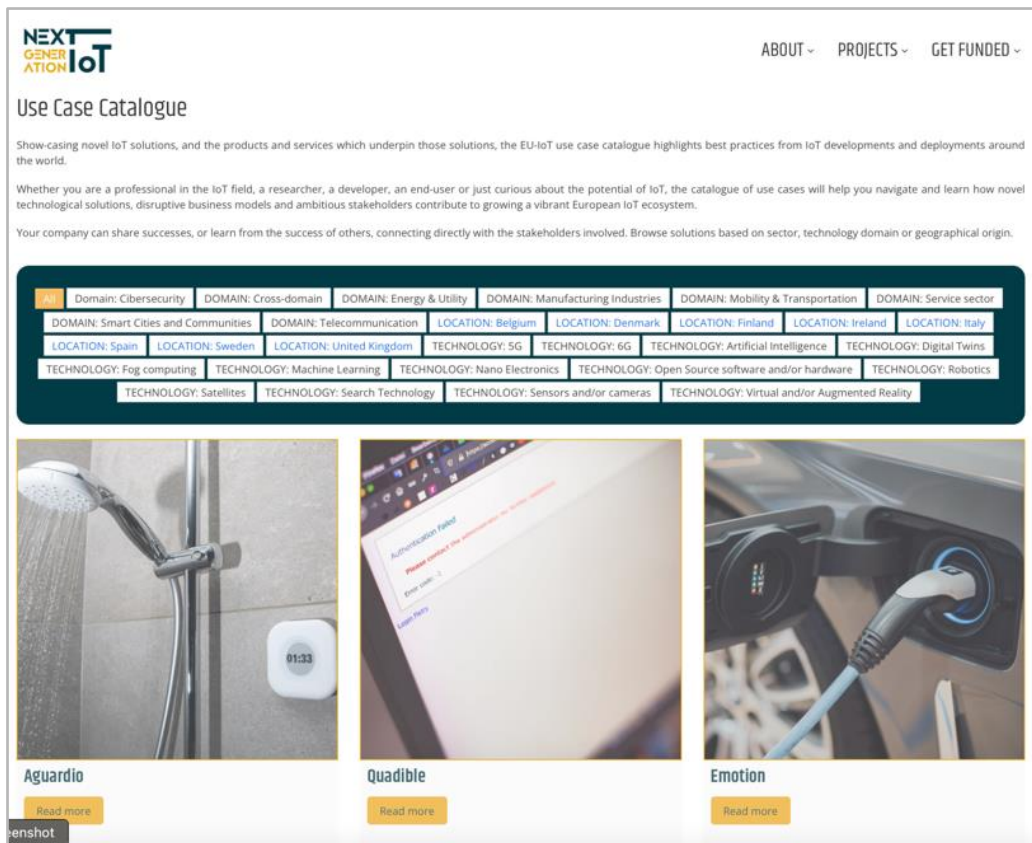 NEXT
GENER
ATION IoT
ABOUT
PROJECTS
GET FUNDED
Use Case Catalogue
Show-casing novel IoT solutions, and the products and services which underpin those solutions, the EU-IoT use case catalogue highlights best practices from IoT developments and deployments around
the world.
Whether you are a professional in the IoT field, a researcher, a developer, an end-user or just curious about the potential of IoT, the catalogue of use cases will help you navigate and learn how novel
technological solutions, disruptive business models and ambitious stakeholders contribute to growing a vibrant European IoT ecosystem.
Your company can share successes, or learn from the success of others, connecting directly with the stakeholders involved. Browse solutions based on sector, technology domain or geographical origin.
All Domain: Cibersecurity DOMAIN: Cross-domain DOMAIN: Energy & Utility DOMAIN: Manufacturing Industries DOMAIN: Mobility & Transportation DOMAIN: Service sector
DOMAIN: Smart Cities and Communities DOMAIN: Telecommunication LOCATION: Belgium LOCATION: Denmark LOCATION: Finland LOCATION: Ireland LOCATION: Italy
LOCATION: Spain LOCATION: Sweden LOCATION: United Kingdom TECHNOLOGY: 5G TECHNOLOGY: 6G TECHNOLOGY: Artificial Intelligence TECHNOLOGY: Digital Twins
TECHNOLOGY: Fog computing TECHNOLOGY: Machine Learning TECHNOLOGY: Nano Electronics TECHNOLOGY: Open Source software and/or hardware TECHNOLOGY: Robotics
TECHNOLOGY: Satellites TECHNOLOGY: Search Technology TECHNOLOGY: Sensors and/or cameras TECHNOLOGY: Virtual and/or Augmented Reality
01:33
Authentication Failed
Please contact the administrator for further
Error code:
Login Retry
Aguardio
Quadible
Emotion
Read more
Read more
Read more
enshot